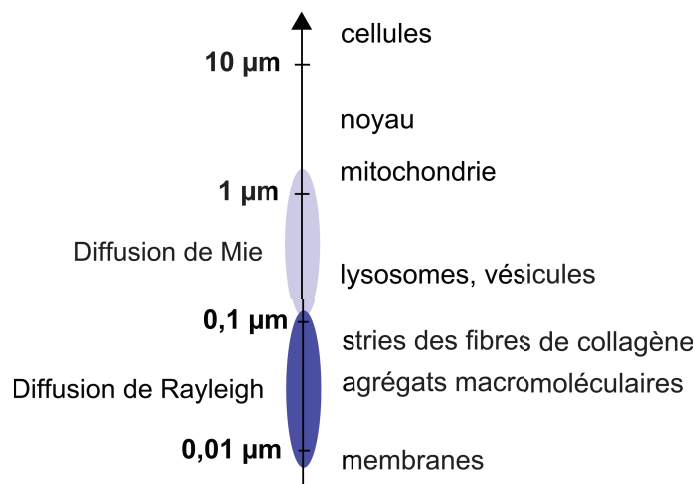 cellules
10 µm
noyau
mitochondrie
1 µm
Diffusion de Mie
lysosomes, vésicules
0,1 µm
stries des fibres de collagène
Diffusion de Rayleigh
agrégats macromoléculaires
0,01 µm
membranes